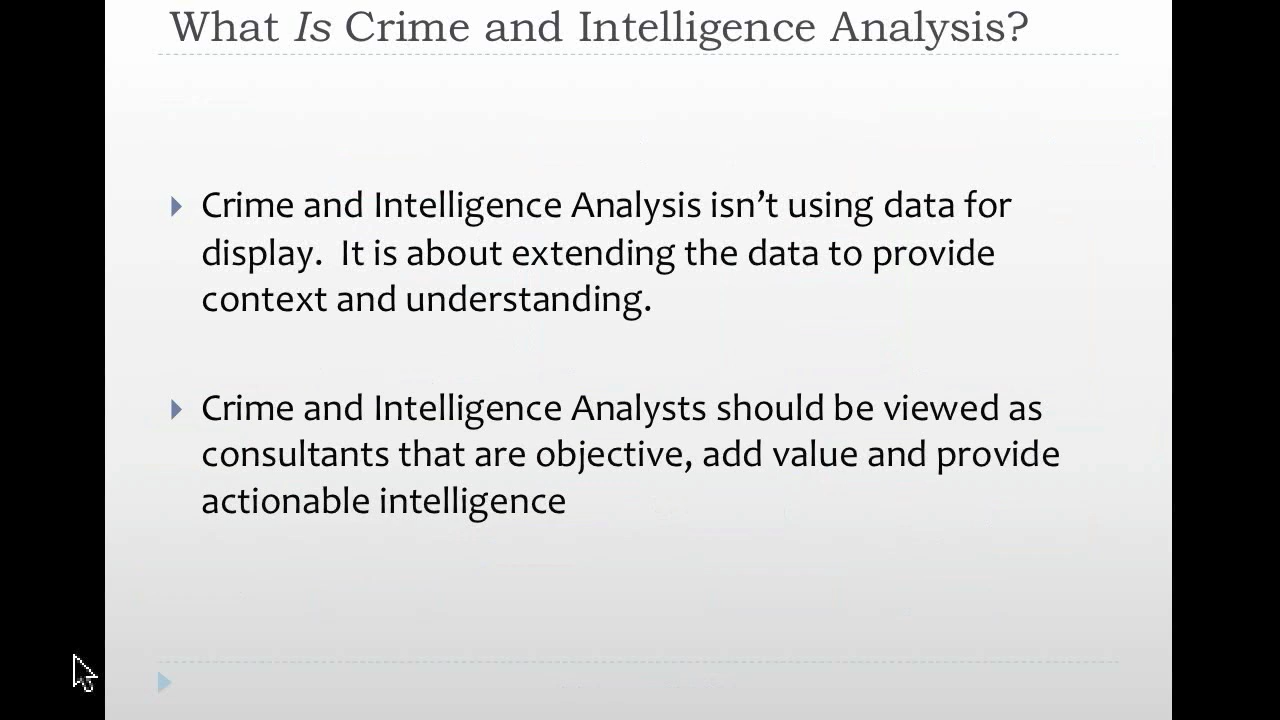 What Is Crime and Intelligence Analysis?
Crime and Intelligence Analysis isn’t using data for
display.  It is about extending the data to provide
context and understanding.
Crime and Intelligence Analysts should be viewed as
consultants that are objective, add value and provide
actionable intelligence